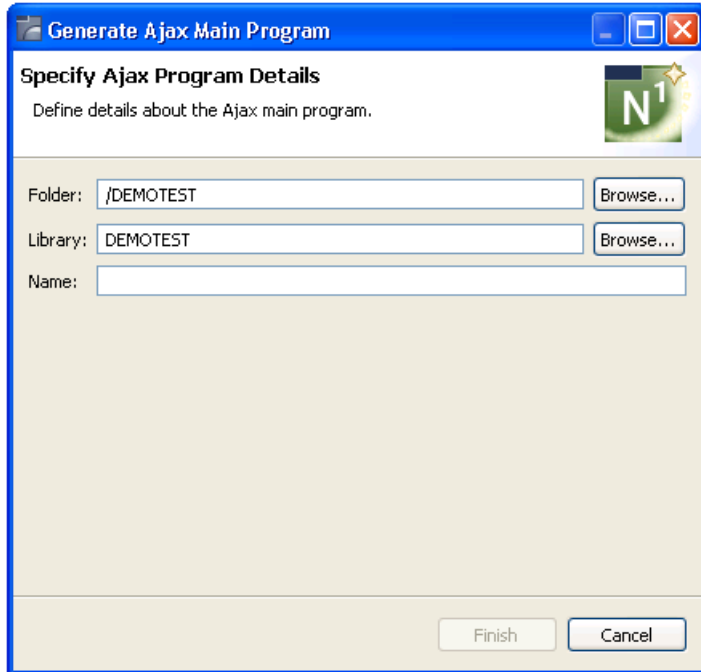 Generate Ajax Main Program
Specify Ajax Program Details
Define details about the Ajax main program.
N1
Folder: /DEMOTEST Browse...
Library: DEMOTEST Browse...
Name:
Finish Cancel